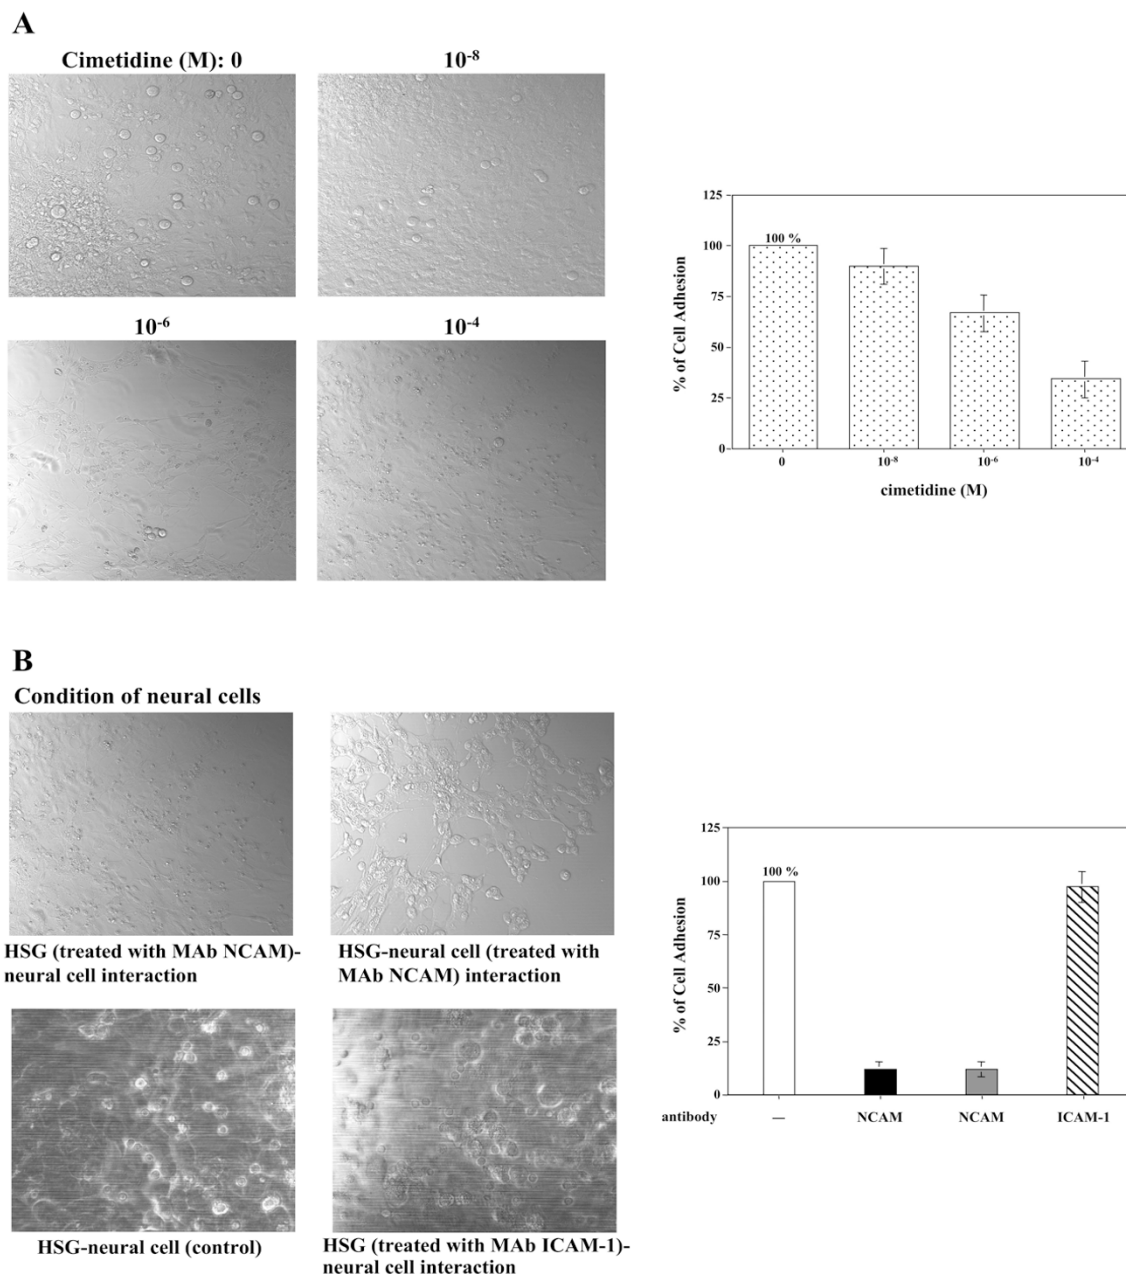 A
Cimetidine (M): 0
10⁻⁸
10⁻⁶
10⁻⁴
125
100
75
50
25
0
% of Cell Adhesion
100 %
0
10⁻⁸
10⁻⁶
10⁻⁴
cimetidine (M)
B
Condition of neural cells
HSG (treated with MAb NCAM)-
neural cell interaction
HSG-neural cell (treated with
MAb NCAM) interaction
HSG-neural cell (control)
HSG (treated with MAb ICAM-1)-
neural cell interaction
125
100
75
50
25
0
% of Cell Adhesion
100 %
antibody
—
NCAM
NCAM
ICAM-1